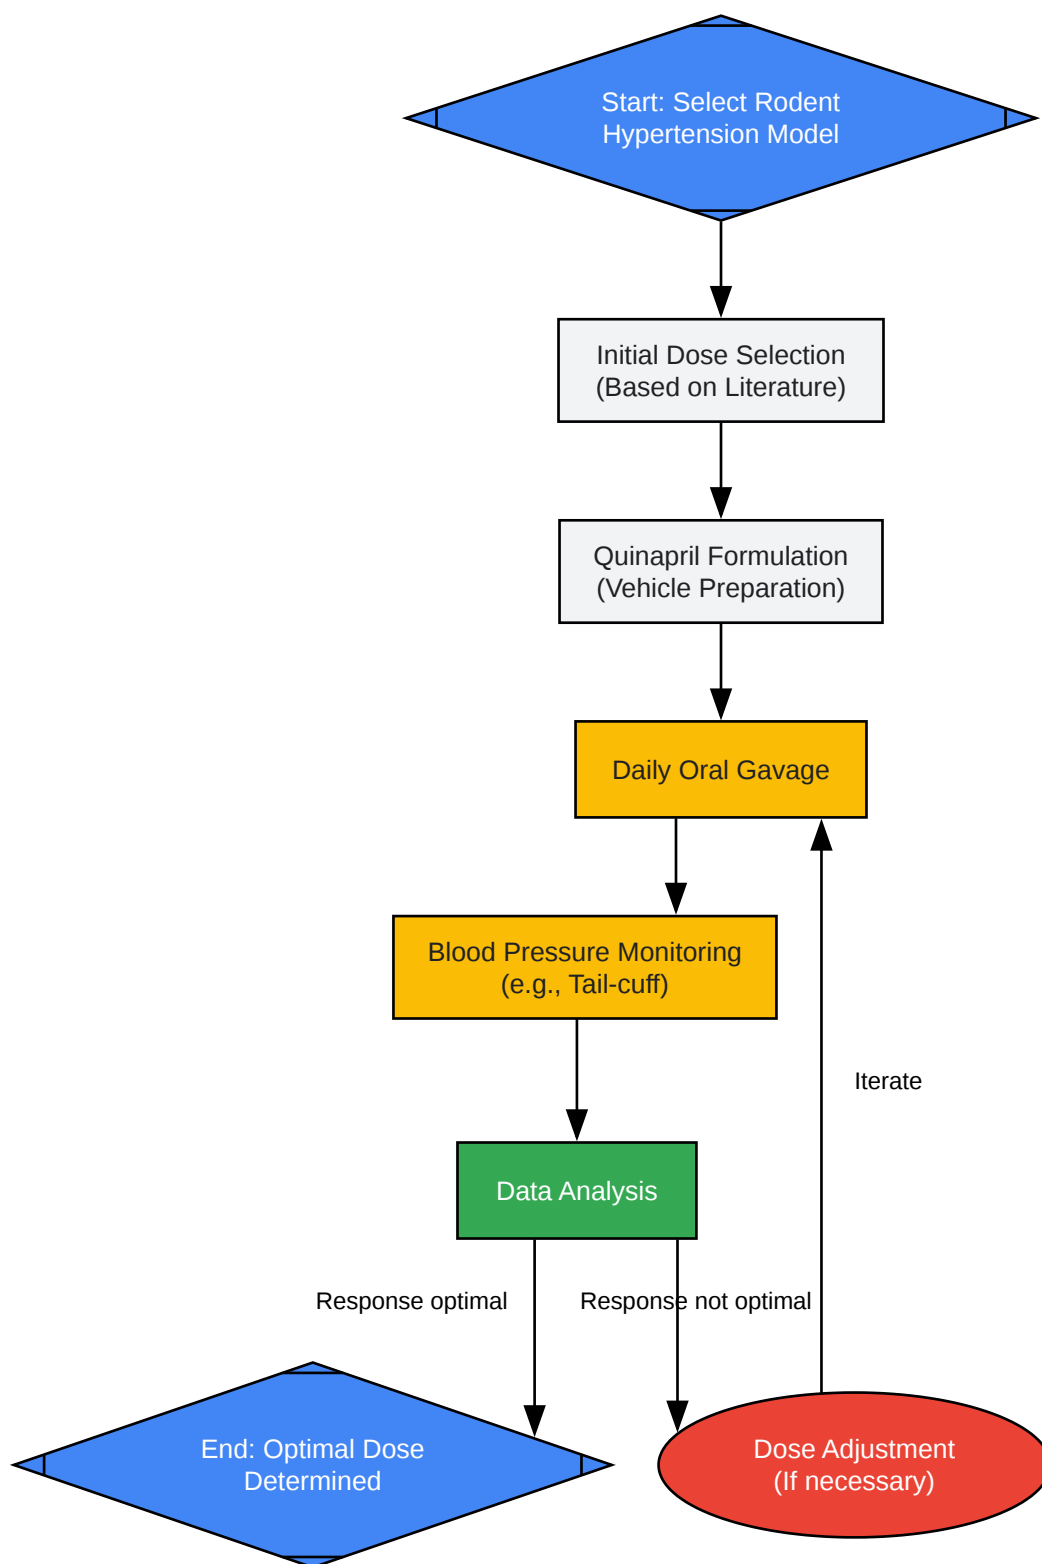 Start: Select Rodent
Hypertension Model
Initial Dose Selection
(Based on Literature)
Quinapril Formulation
(Vehicle Preparation)
Daily Oral Gavage
Blood Pressure Monitoring
(e.g., Tail-cuff)
Iterate
Data Analysis
Response optimal
Response not optimal
End: Optimal Dose
Determined
Dose Adjustment
(If necessary)